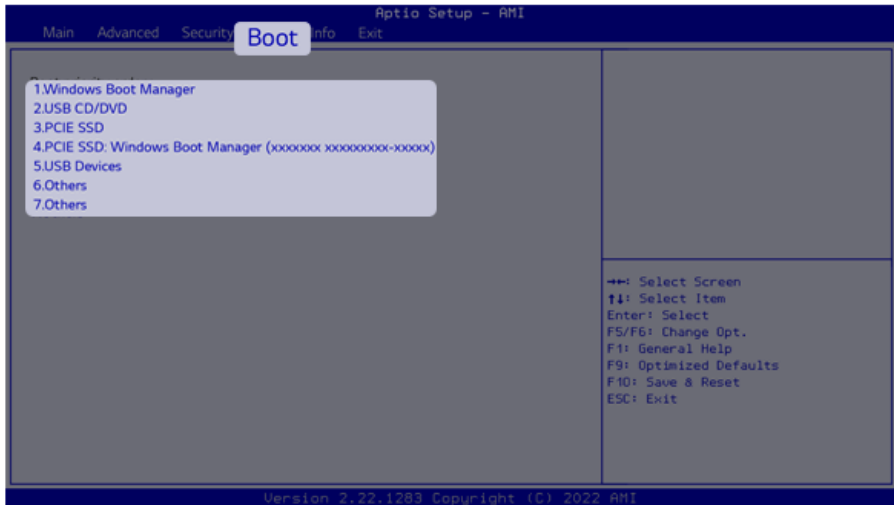 Aptio Setup - AMI
Main Advanced Security Boot Info Exit
1.Windows Boot Manager
2.USB CD/DVD
3.PCIE SSD
4.PCIE SSD: Windows Boot Manager (xxxxxxx xxxxxxxxx-xxxxx)
5.USB Devices
6.Others
7.Others
→←: Select Screen
↑↓: Select Item
Enter: Select
F5/F6: Change Opt.
F1: General Help
F9: Optimized Defaults
F10: Save & Reset
ESC: Exit
Version 2.22.1283 Copyright (C) 2022 AMI